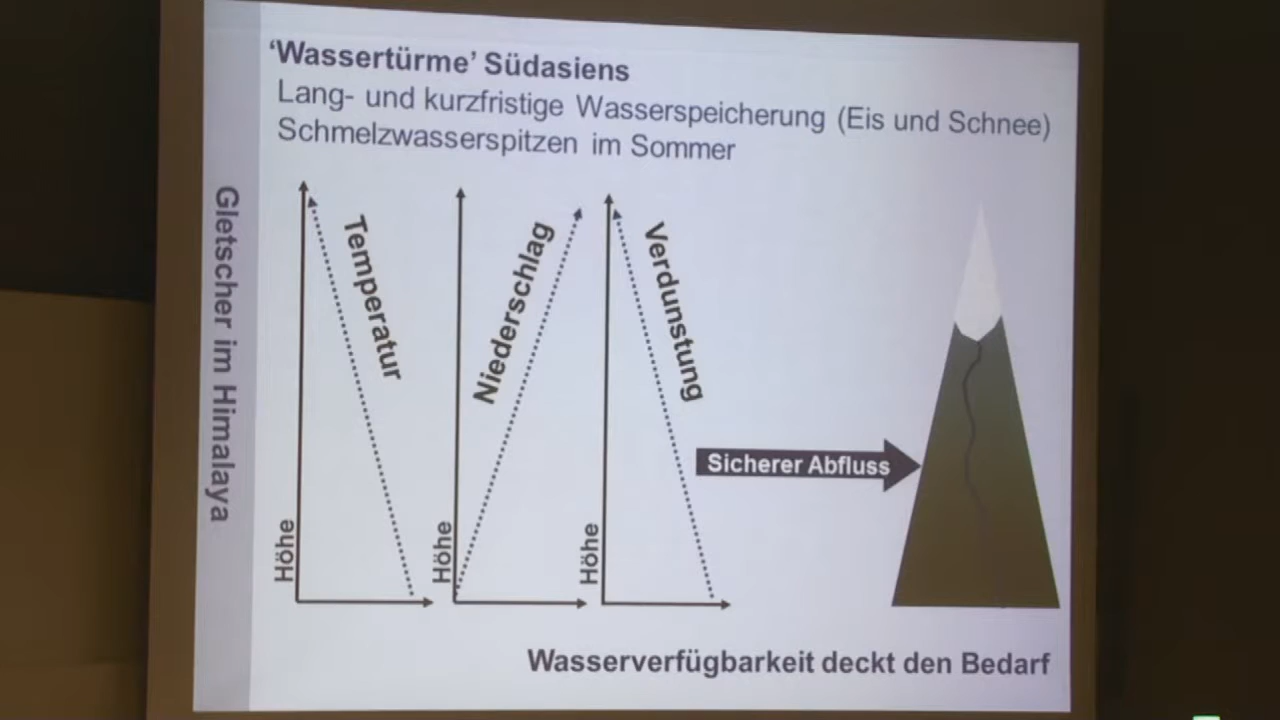 'Wassertürme' Südasiens
Lang- und kurzfristige Wasserspeicherung (Eis und Schnee)
Schmelzwasserspitzen im Sommer
Gletscher im Himalaya
Temperatur
Höhe
Niederschlag
Höhe
Verdunstung
Höhe
Sicherer Abfluss
Wasserverfügbarkeit deckt den Bedarf